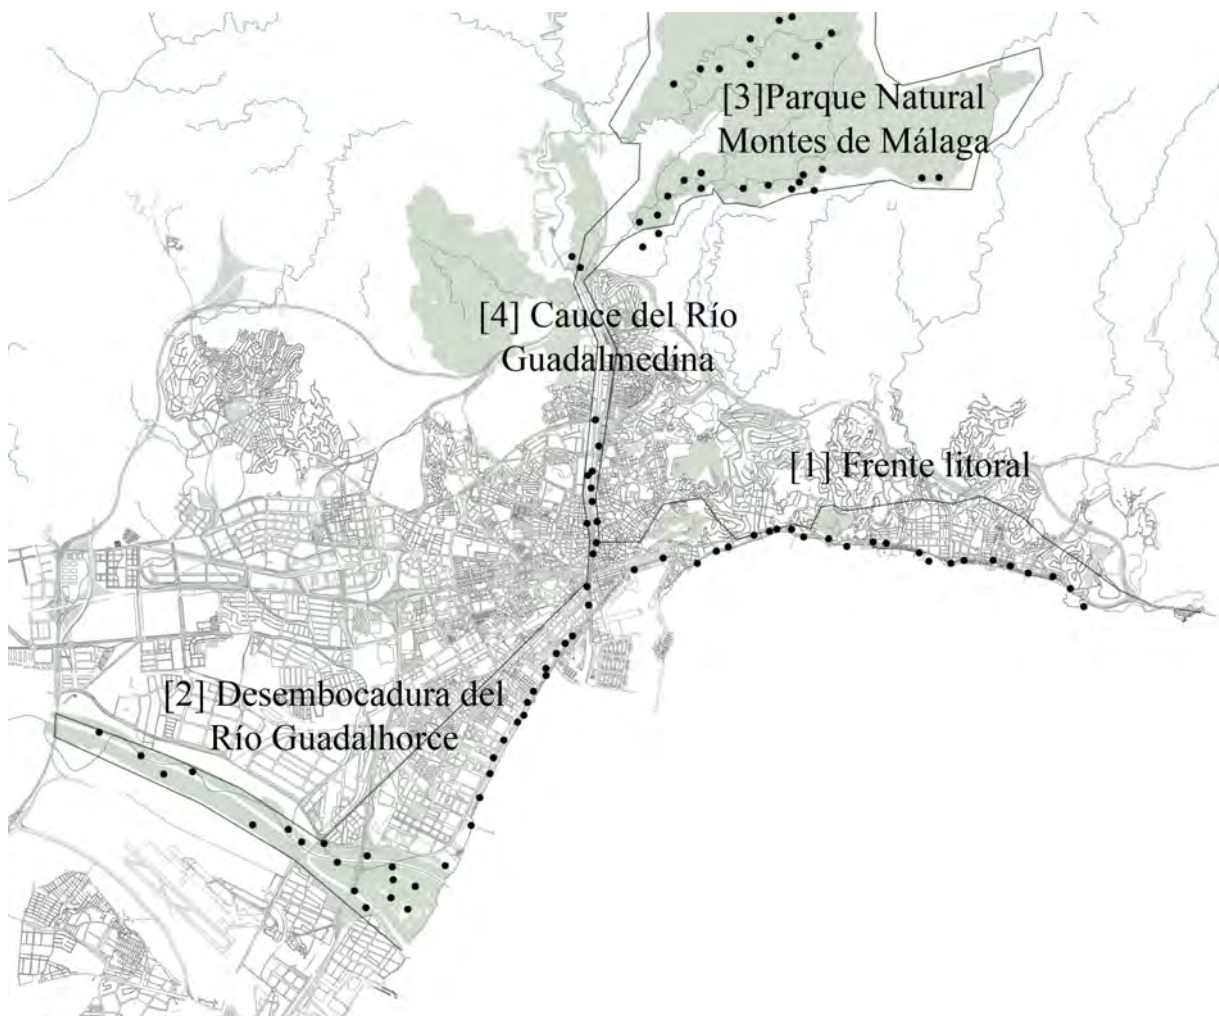 [3]Parque Natural
Montes de Málaga
[4] Cauce del Río
Guadalmedina
[1] Frente litoral
[2] Desembocadura del
Río Guadalhorce